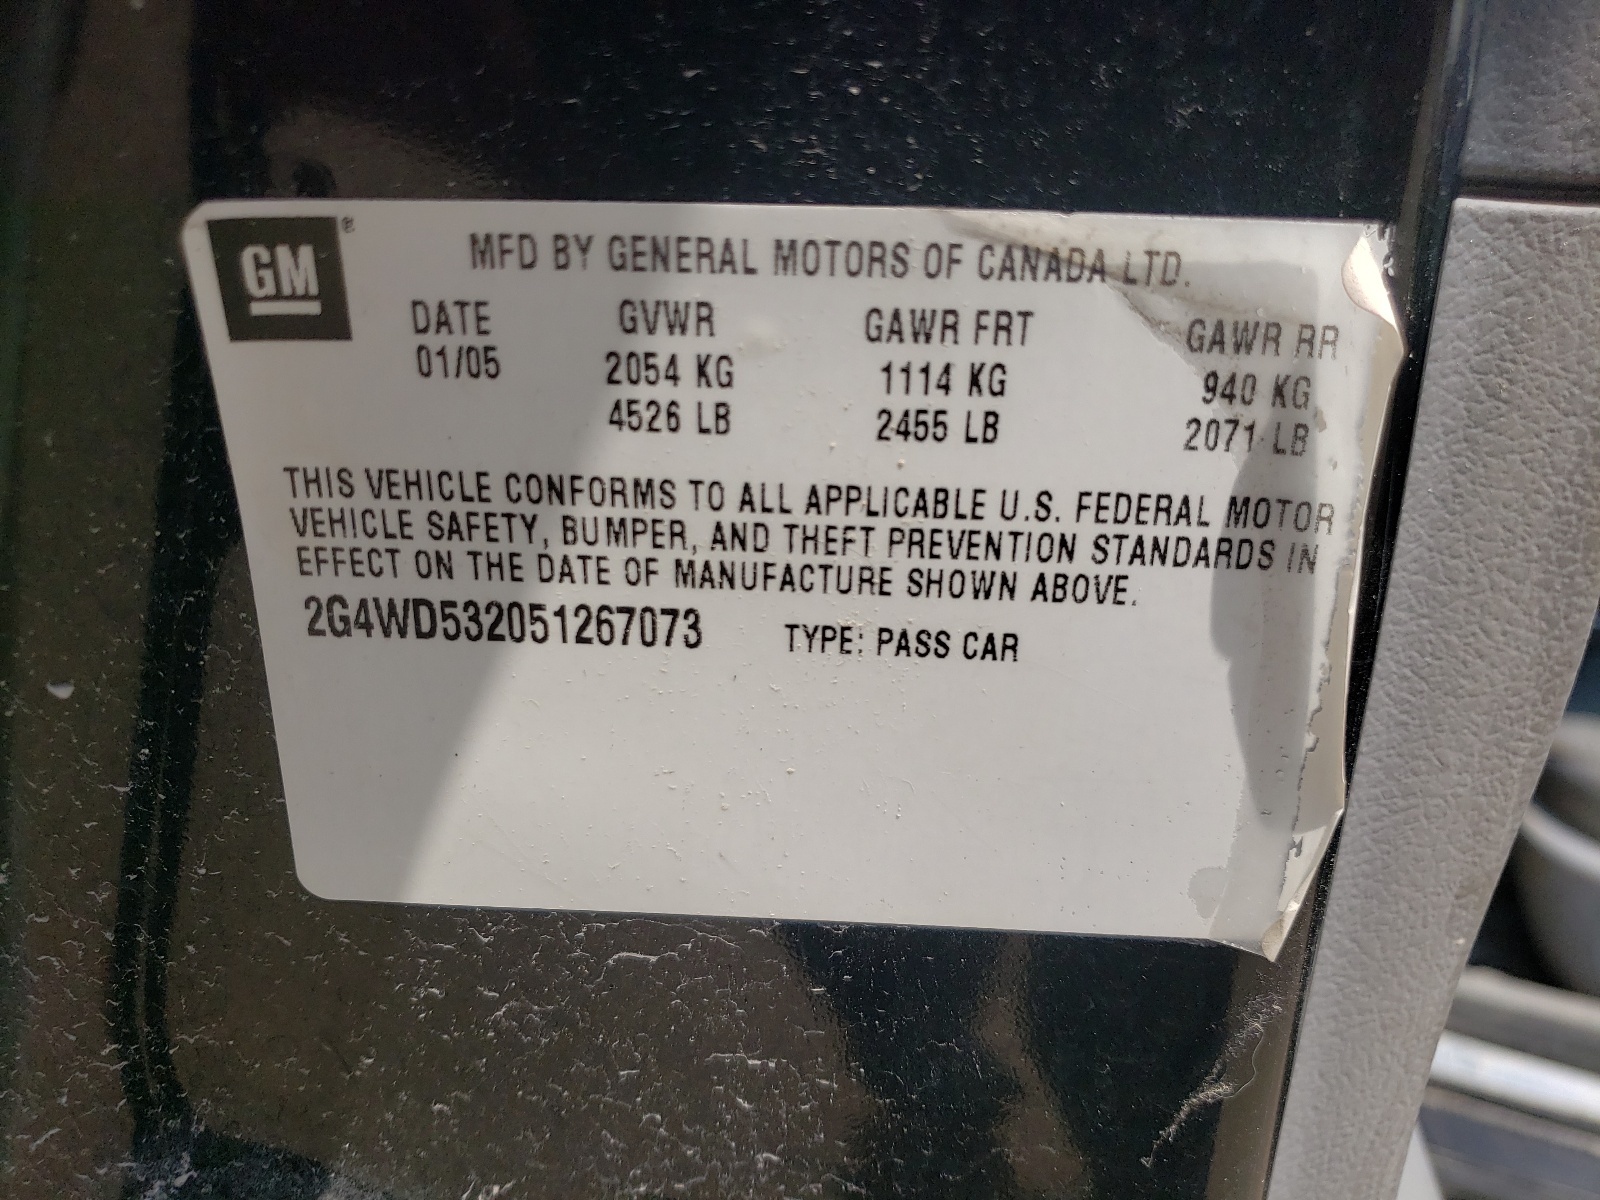 GM ®
MFD BY GENERAL MOTORS OF CANADA LTD.
DATE GVWR GAWR FRT GAWR RR
01/05 2054 KG 1114 KG 940 KG
4526 LB 2455 LB 2071 LB
THIS VEHICLE CONFORMS TO ALL APPLICABLE U.S. FEDERAL MOTOR
VEHICLE SAFETY, BUMPER, AND THEFT PREVENTION STANDARDS IN
EFFECT ON THE DATE OF MANUFACTURE SHOWN ABOVE.
2G4WD532051267073 TYPE: PASS CAR